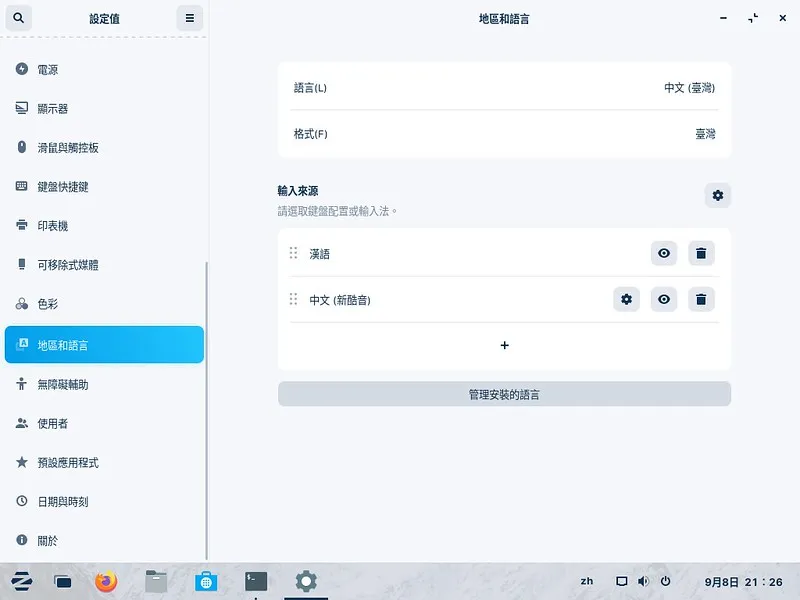 設定值
地區和語言
電源
顯示器
滑鼠與觸控板
鍵盤快捷鍵
印表機
可移除式媒體
色彩
地區和語言
無障礙輔助
使用者
預設應用程式
日期與時刻
關於
語言(L)
中文 (臺灣)
格式(F)
臺灣
輸入來源
請選取鍵盤配置或輸入法。
漢語
中文 (新酷音)
管理安裝的語言
zh
9月8日 21：26